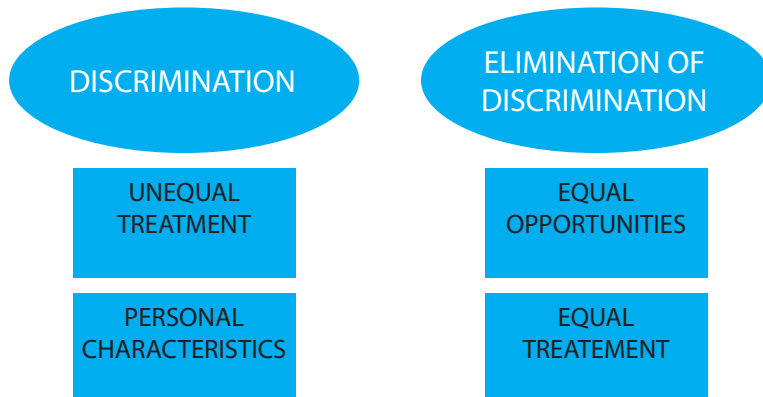 DISCRIMINATION
UNEQUAL
TREATMENT
PERSONAL
CHARACTERISTICS
ELIMINATION OF
DISCRIMINATION
EQUAL
OPPORTUNITIES
EQUAL
TREATEMENT